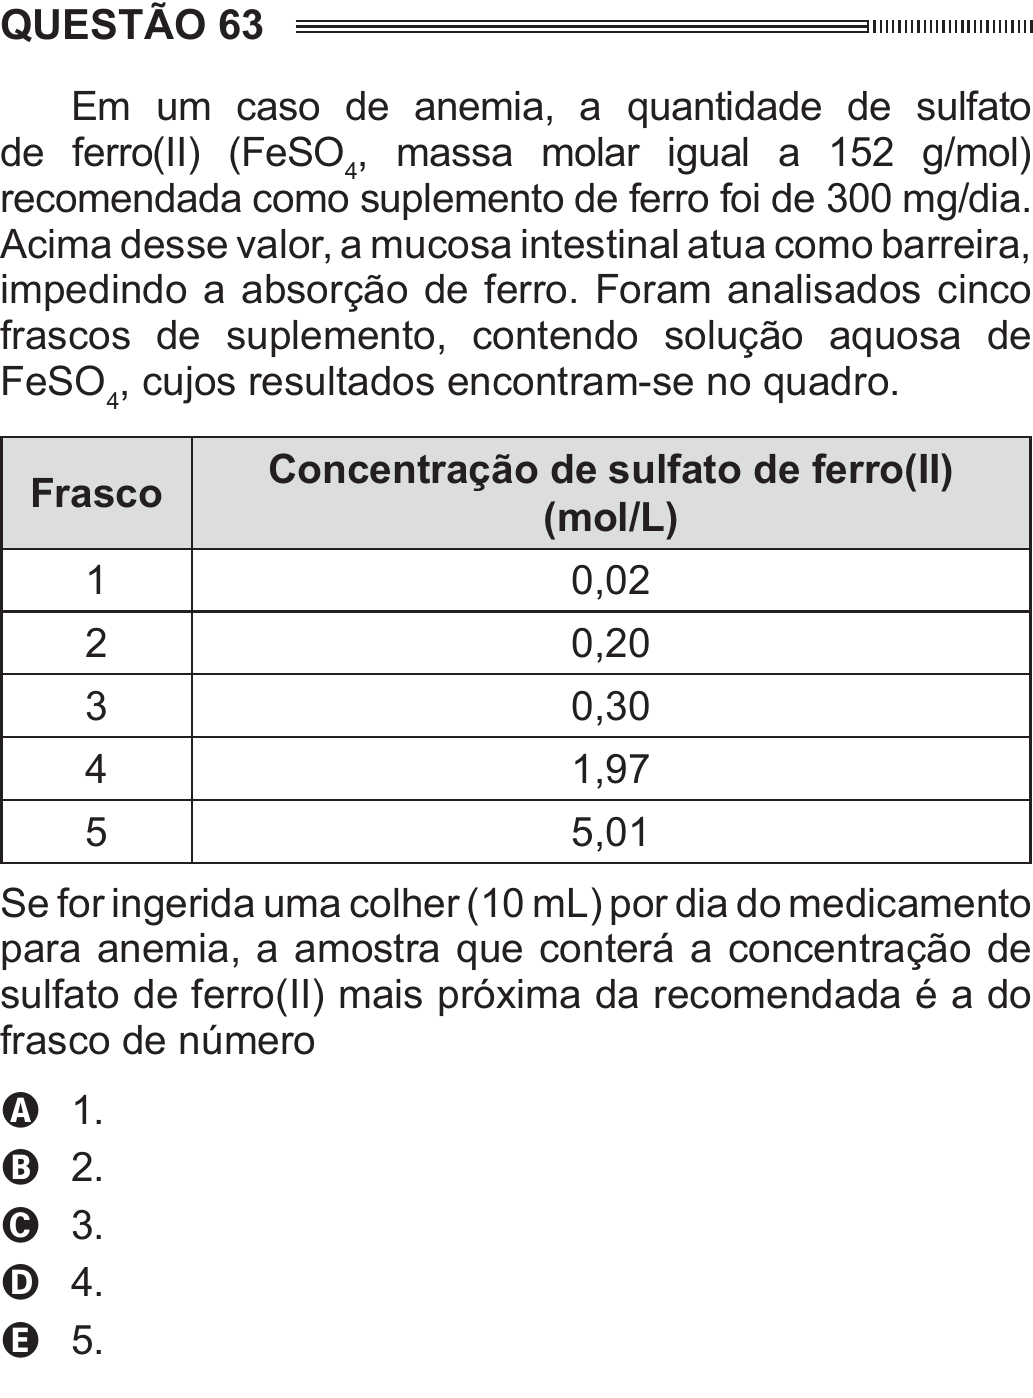 QUESTÃO 63
Em um caso de anemia, a quantidade de sulfato
de ferro(II) (FeSO4, massa molar igual a 152 g/mol)
recomendada como suplemento de ferro foi de 300 mg/dia.
Acima desse valor, a mucosa intestinal atua como barreira,
impedindo a absorção de ferro. Foram analisados cinco
frascos de suplemento, contendo solução aquosa de
FeSO4, cujos resultados encontram-se no quadro.
Frasco Concentração de sulfato de ferro(II)
(mol/L)
1 0,02
2 0,20
3 0,30
4 1,97
5 5,01
Se for ingerida uma colher (10 mL) por dia do medicamento
para anemia, a amostra que conterá a concentração de
sulfato de ferro(II) mais próxima da recomendada é a do
frasco de número
A 1.
B 2.
C 3.
D 4.
E 5.